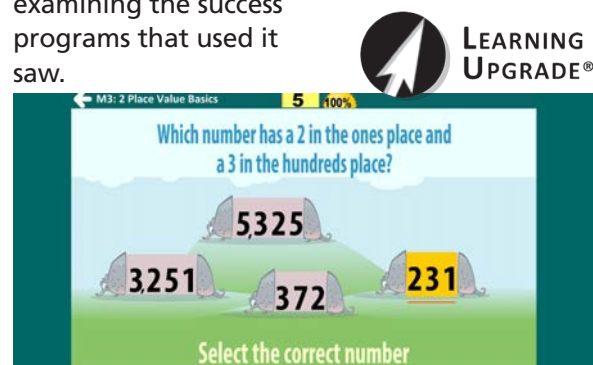 examining the success
programs that used it
saw.
LEARNING
UPGRADE®
M3: 2 Place Value Basics
5 100%
Which number has a 2 in the ones place and
a 3 in the hundreds place?
5,325
3,251
372
231
Select the correct number